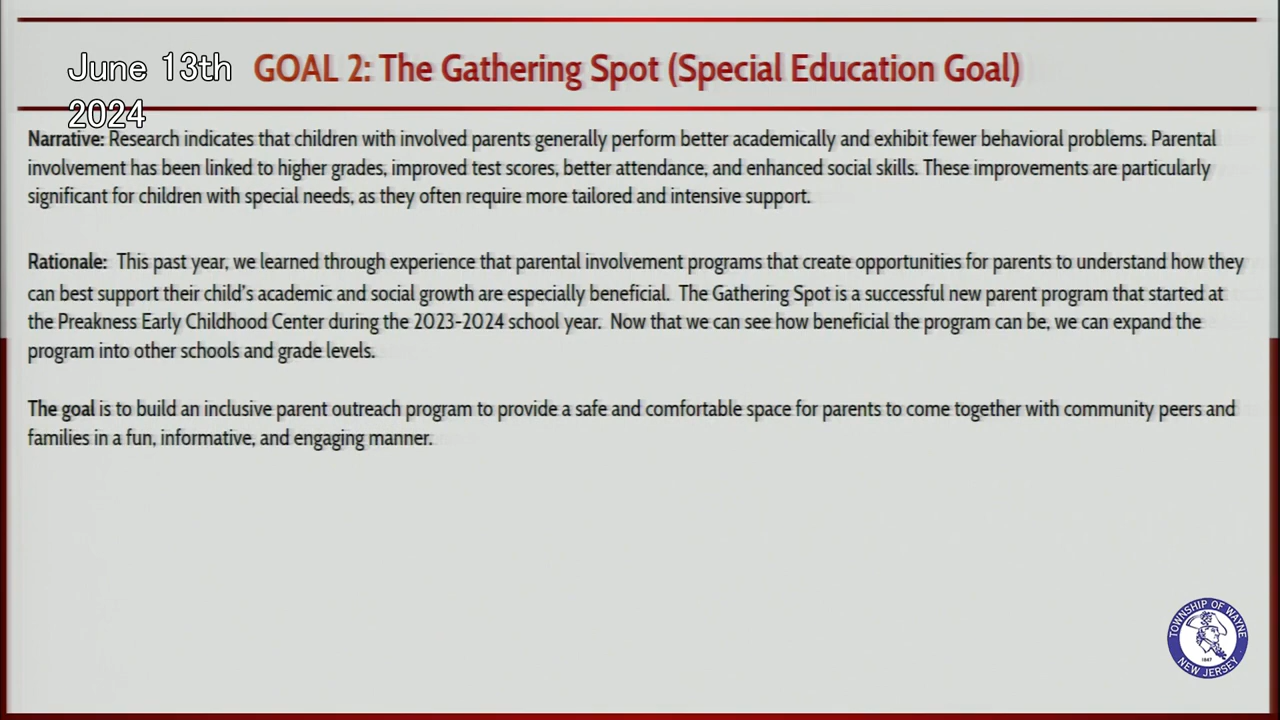 June 13th
2024
GOAL 2: The Gathering Spot (Special Education Goal)
Narrative: Research indicates that children with involved parents generally perform better academically and exhibit fewer behavioral problems. Parental
involvement has been linked to higher grades, improved test scores, better attendance, and enhanced social skills. These improvements are particularly
significant for children with special needs, as they often require more tailored and intensive support.
Rationale: This past year, we learned through experience that parental involvement programs that create opportunities for parents to understand how they
can best support their child's academic and social growth are especially beneficial. The Gathering Spot is a successful new parent program that started at
the Preakness Early Childhood Center during the 2023-2024 school year. Now that we can see how beneficial the program can be, we can expand the
program into other schools and grade levels.
The goal is to build an inclusive parent outreach program to provide a safe and comfortable space for parents to come together with community peers and
families in a fun, informative, and engaging manner.
TOWNSHIP OF WAYNE
1847
NEW JERSEY